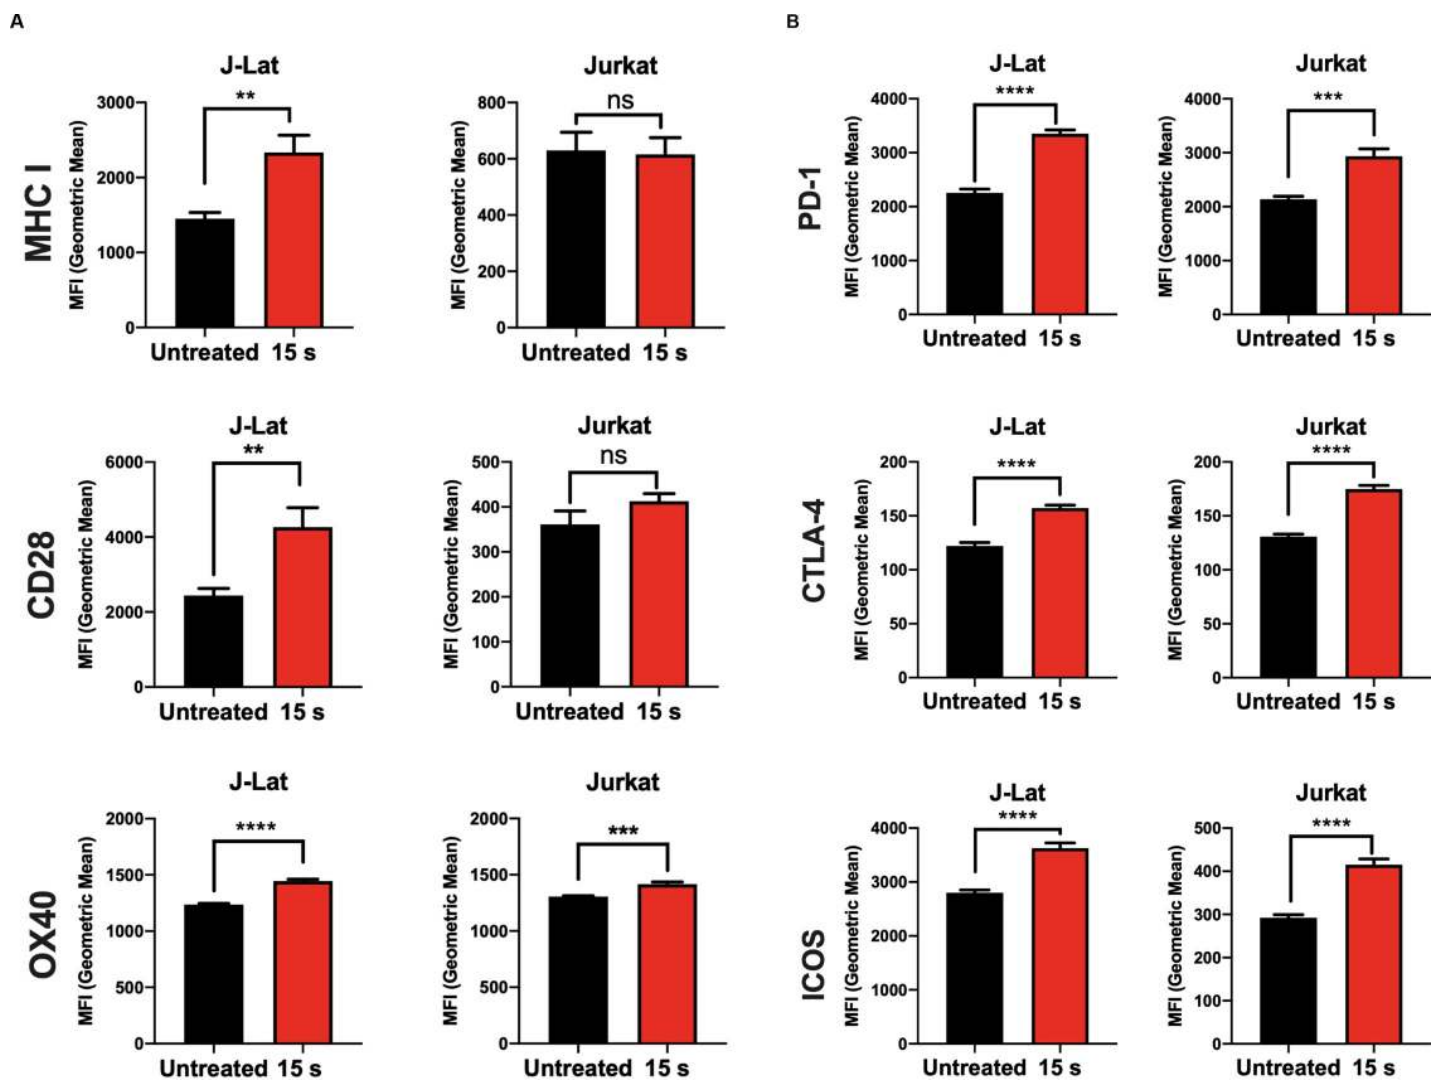 A
B
MHC I
J-Lat
**
MFI (Geometric Mean)
3000
2000
1000
0
Untreated 15 s
Jurkat
ns
MFI (Geometric Mean)
800
600
400
200
0
Untreated 15 s
PD-1
J-Lat
****
MFI (Geometric Mean)
4000
3000
2000
1000
0
Untreated 15 s
Jurkat
***
MFI (Geometric Mean)
4000
3000
2000
1000
0
Untreated 15 s
CD28
J-Lat
**
MFI (Geometric Mean)
6000
4000
2000
0
Untreated 15 s
Jurkat
ns
MFI (Geometric Mean)
500
400
300
200
100
0
Untreated 15 s
CTLA-4
J-Lat
****
MFI (Geometric Mean)
200
150
100
50
0
Untreated 15 s
Jurkat
****
MFI (Geometric Mean)
200
150
100
50
0
Untreated 15 s
OX40
J-Lat
****
MFI (Geometric Mean)
2000
1500
1000
500
0
Untreated 15 s
Jurkat
***
MFI (Geometric Mean)
2000
1500
1000
500
0
Untreated 15 s
ICOS
J-Lat
****
MFI (Geometric Mean)
4000
3000
2000
1000
0
Untreated 15 s
Jurkat
****
MFI (Geometric Mean)
500
400
300
200
100
0
Untreated 15 s